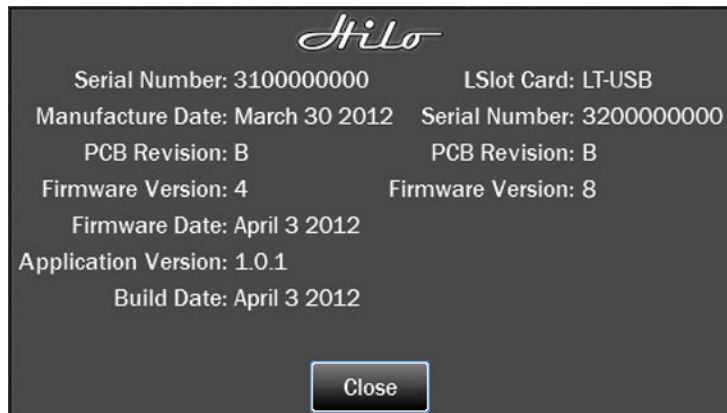 Hilo
Serial Number: 3100000000 LSlot Card: LT-USB
Manufacture Date: March 30 2012 Serial Number: 3200000000
PCB Revision: B PCB Revision: B
Firmware Version: 4 Firmware Version: 8
Firmware Date: April 3 2012
Application Version: 1.0.1
Build Date: April 3 2012
Close